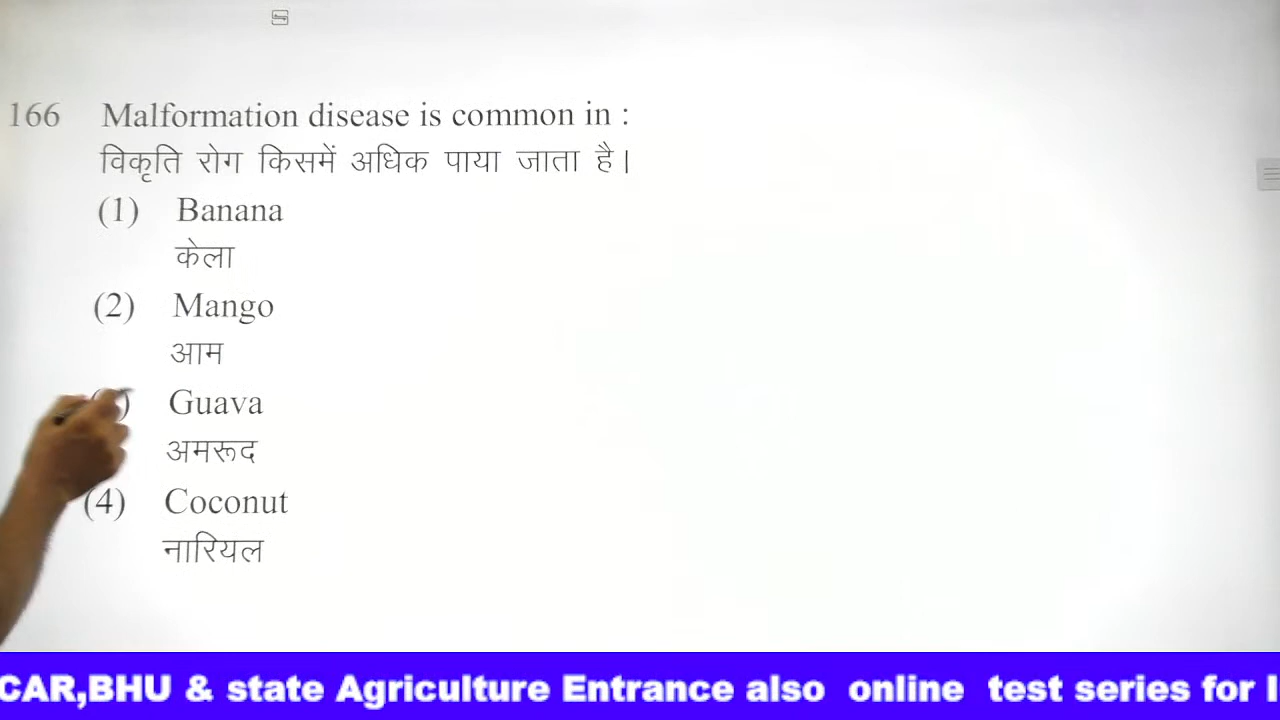 166 Malformation disease is common in :
विकृति रोग किसमें अधिक पाया जाता है।
(1) Banana
केला
(2) Mango
आम
) Guava
अमरूद
(4) Coconut
नारियल
CAR,BHU & state Agriculture Entrance also online test series for I